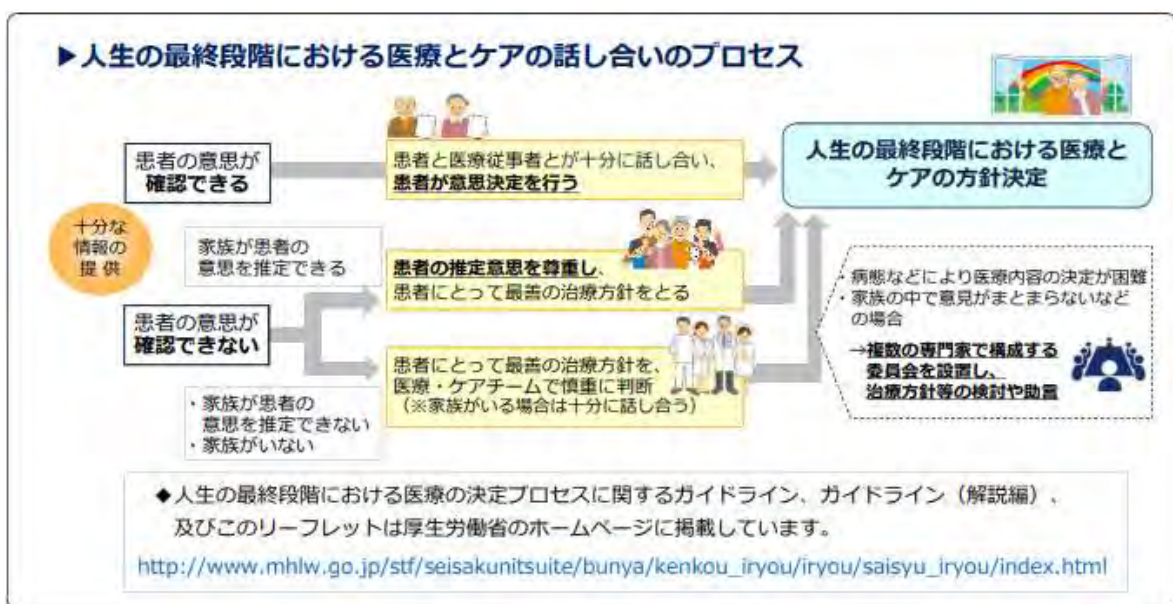 ▶人生の最終段階における医療とケアの話し合いのプロセス
患者の意思が
確認できる
患者と医療従事者とが十分に話し合い、
患者が意思決定を行う
人生の最終段階における医療と
ケアの方針決定
十分な
情報の
提供
家族が患者の
意思を推定できる
患者の推定意思を尊重し、
患者にとって最善の治療方針をとる
患者の意思が
確認できない
患者にとって最善の治療方針を、
医療・ケアチームで慎重に判断
（※家族がいる場合は十分に話し合う）
・家族が患者の
意思を推定できない
・家族がいない
・病態などにより医療内容の決定が困難
・家族の中で意見がまとまらないなど
の場合
→複数の専門家で構成する
委員会を設置し、
治療方針等の検討や助言
◆人生の最終段階における医療の決定プロセスに関するガイドライン、ガイドライン（解説編）、
及びこのリーフレットは厚生労働省のホームページに掲載しています。
http://www.mhlw.go.jp/stf/seisakunitsuite/bunya/kenkou_iryou/iryou/saisyu_iryou/index.html